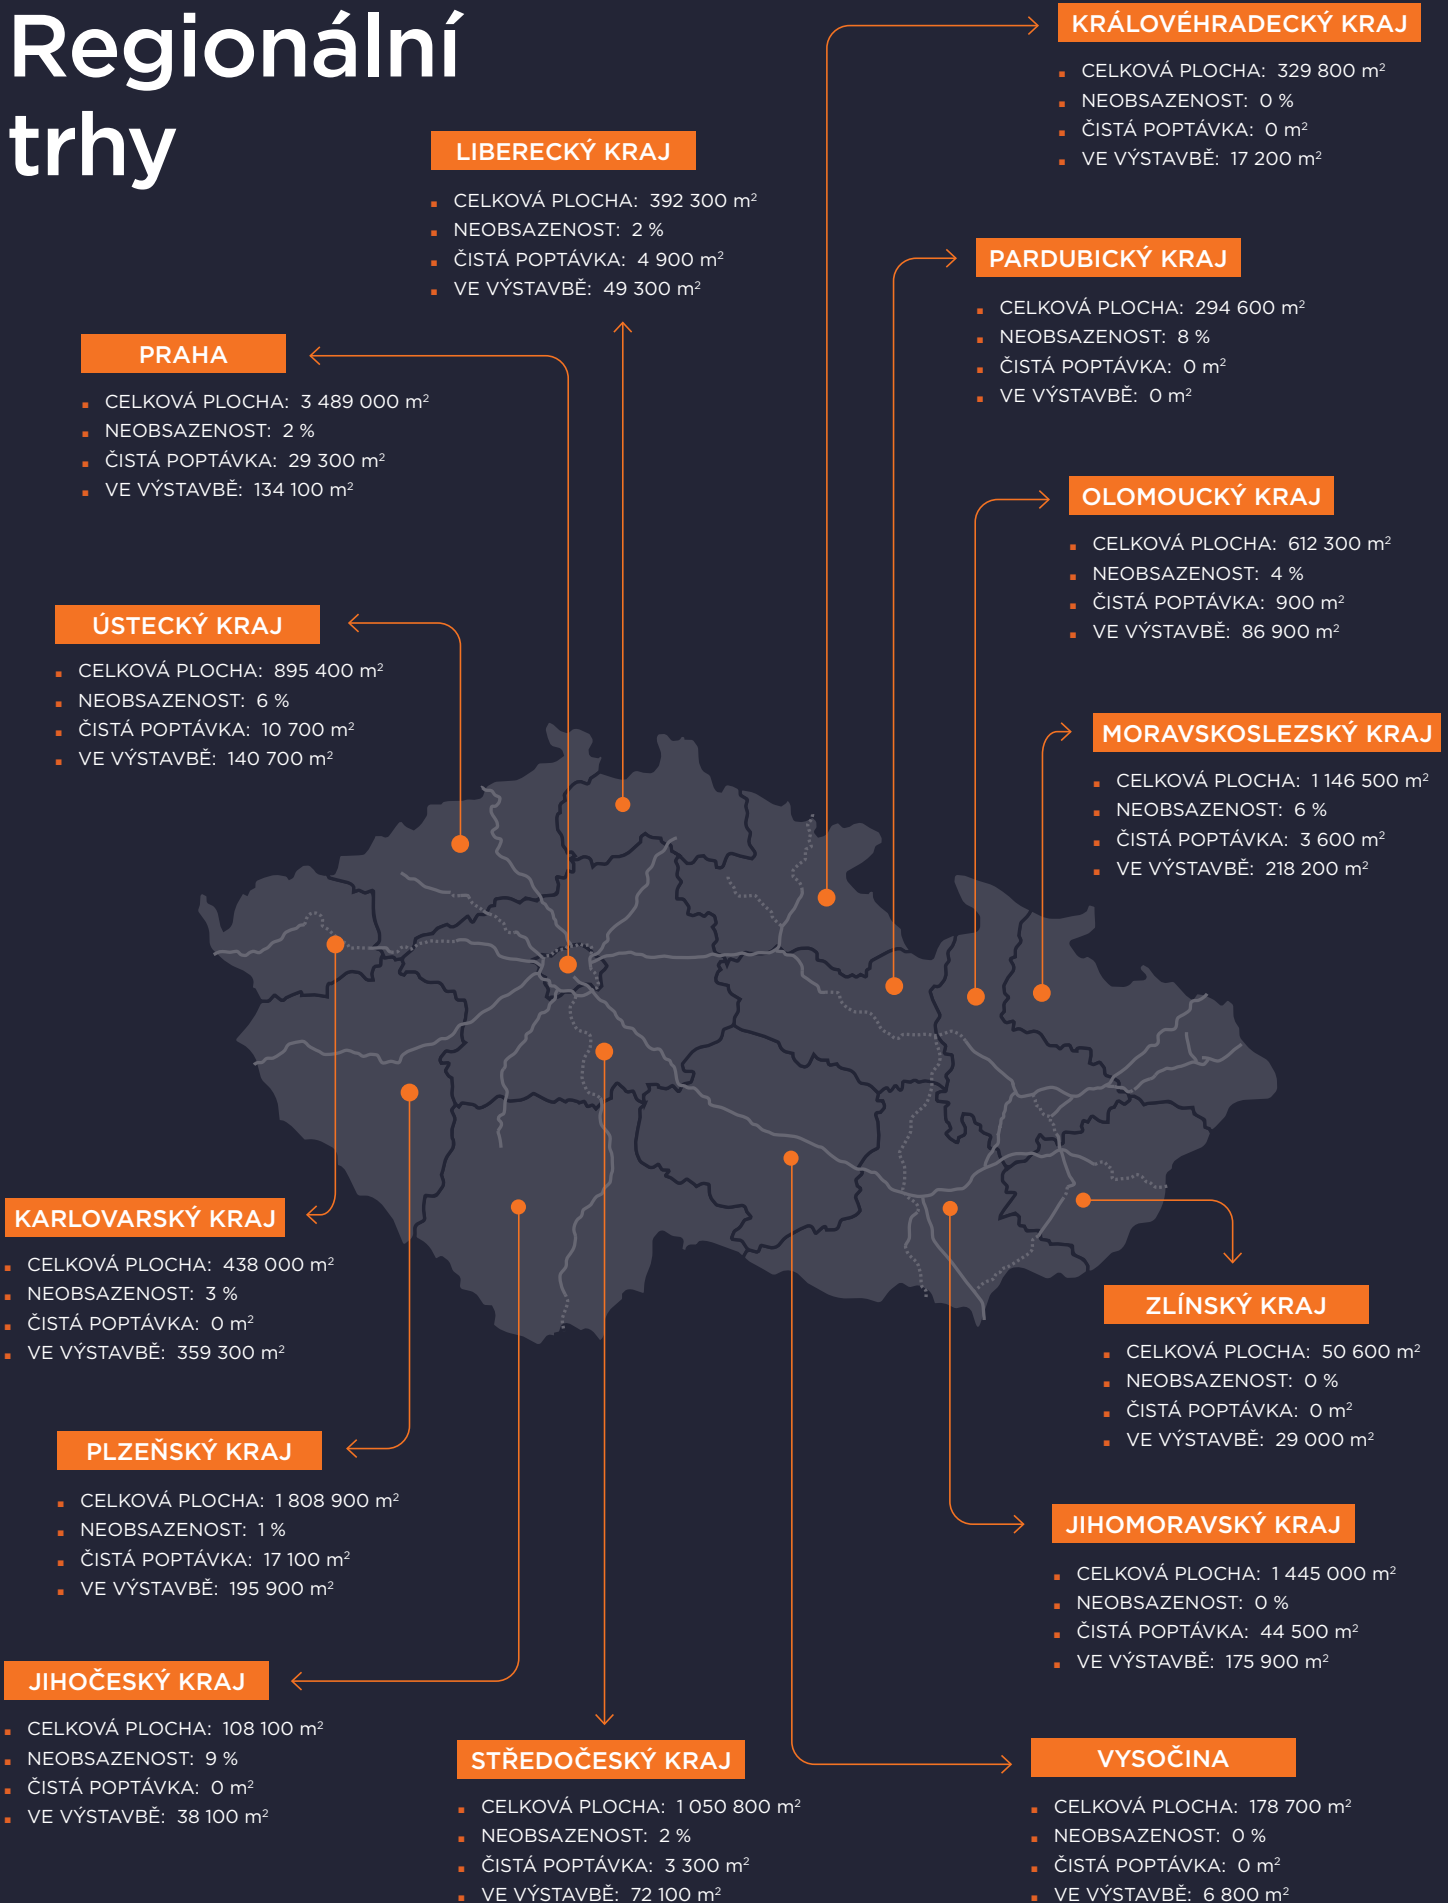 Regionální
trhy
KRÁLOVÉHRADECKÝ KRAJ
▪ CELKOVÁ PLOCHA: 329 800 m²
▪ NEOBSAZENOST: 0 %
▪ ČISTÁ POPTÁVKA: 0 m²
▪ VE VÝSTAVBĚ: 17 200 m²
LIBERECKÝ KRAJ
▪ CELKOVÁ PLOCHA: 392 300 m²
▪ NEOBSAZENOST: 2 %
▪ ČISTÁ POPTÁVKA: 4 900 m²
▪ VE VÝSTAVBĚ: 49 300 m²
PARDUBICKÝ KRAJ
▪ CELKOVÁ PLOCHA: 294 600 m²
▪ NEOBSAZENOST: 8 %
▪ ČISTÁ POPTÁVKA: 0 m²
▪ VE VÝSTAVBĚ: 0 m²
PRAHA
▪ CELKOVÁ PLOCHA: 3 489 000 m²
▪ NEOBSAZENOST: 2 %
▪ ČISTÁ POPTÁVKA: 29 300 m²
▪ VE VÝSTAVBĚ: 134 100 m²
OLOMOUCKÝ KRAJ
▪ CELKOVÁ PLOCHA: 612 300 m²
▪ NEOBSAZENOST: 4 %
▪ ČISTÁ POPTÁVKA: 900 m²
▪ VE VÝSTAVBĚ: 86 900 m²
ÚSTECKÝ KRAJ
▪ CELKOVÁ PLOCHA: 895 400 m²
▪ NEOBSAZENOST: 6 %
▪ ČISTÁ POPTÁVKA: 10 700 m²
▪ VE VÝSTAVBĚ: 140 700 m²
MORAVSKOSLEZSKÝ KRAJ
▪ CELKOVÁ PLOCHA: 1 146 500 m²
▪ NEOBSAZENOST: 6 %
▪ ČISTÁ POPTÁVKA: 3 600 m²
▪ VE VÝSTAVBĚ: 218 200 m²
KARLOVARSKÝ KRAJ
▪ CELKOVÁ PLOCHA: 438 000 m²
▪ NEOBSAZENOST: 3 %
▪ ČISTÁ POPTÁVKA: 0 m²
▪ VE VÝSTAVBĚ: 359 300 m²
ZLÍNSKÝ KRAJ
▪ CELKOVÁ PLOCHA: 50 600 m²
▪ NEOBSAZENOST: 0 %
▪ ČISTÁ POPTÁVKA: 0 m²
▪ VE VÝSTAVBĚ: 29 000 m²
PLZEŇSKÝ KRAJ
▪ CELKOVÁ PLOCHA: 1 808 900 m²
▪ NEOBSAZENOST: 1 %
▪ ČISTÁ POPTÁVKA: 17 100 m²
▪ VE VÝSTAVBĚ: 195 900 m²
JIHOMORAVSKÝ KRAJ
▪ CELKOVÁ PLOCHA: 1 445 000 m²
▪ NEOBSAZENOST: 0 %
▪ ČISTÁ POPTÁVKA: 44 500 m²
▪ VE VÝSTAVBĚ: 175 900 m²
JIHOČESKÝ KRAJ
▪ CELKOVÁ PLOCHA: 108 100 m²
▪ NEOBSAZENOST: 9 %
▪ ČISTÁ POPTÁVKA: 0 m²
▪ VE VÝSTAVBĚ: 38 100 m²
STŘEDOČESKÝ KRAJ
▪ CELKOVÁ PLOCHA: 1 050 800 m²
▪ NEOBSAZENOST: 2 %
▪ ČISTÁ POPTÁVKA: 3 300 m²
▪ VE VÝSTAVBĚ: 72 100 m²
VYSOČINA
▪ CELKOVÁ PLOCHA: 178 700 m²
▪ NEOBSAZENOST: 0 %
▪ ČISTÁ POPTÁVKA: 0 m²
▪ VE VÝSTAVBĚ: 6 800 m²